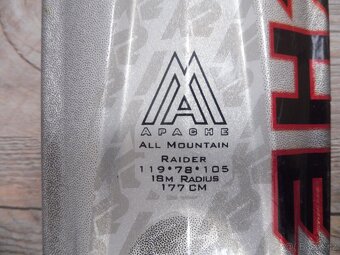 APACHE
ALL MOUNTAIN
RAIDER
119*78*105
18M RADIUS
177CM